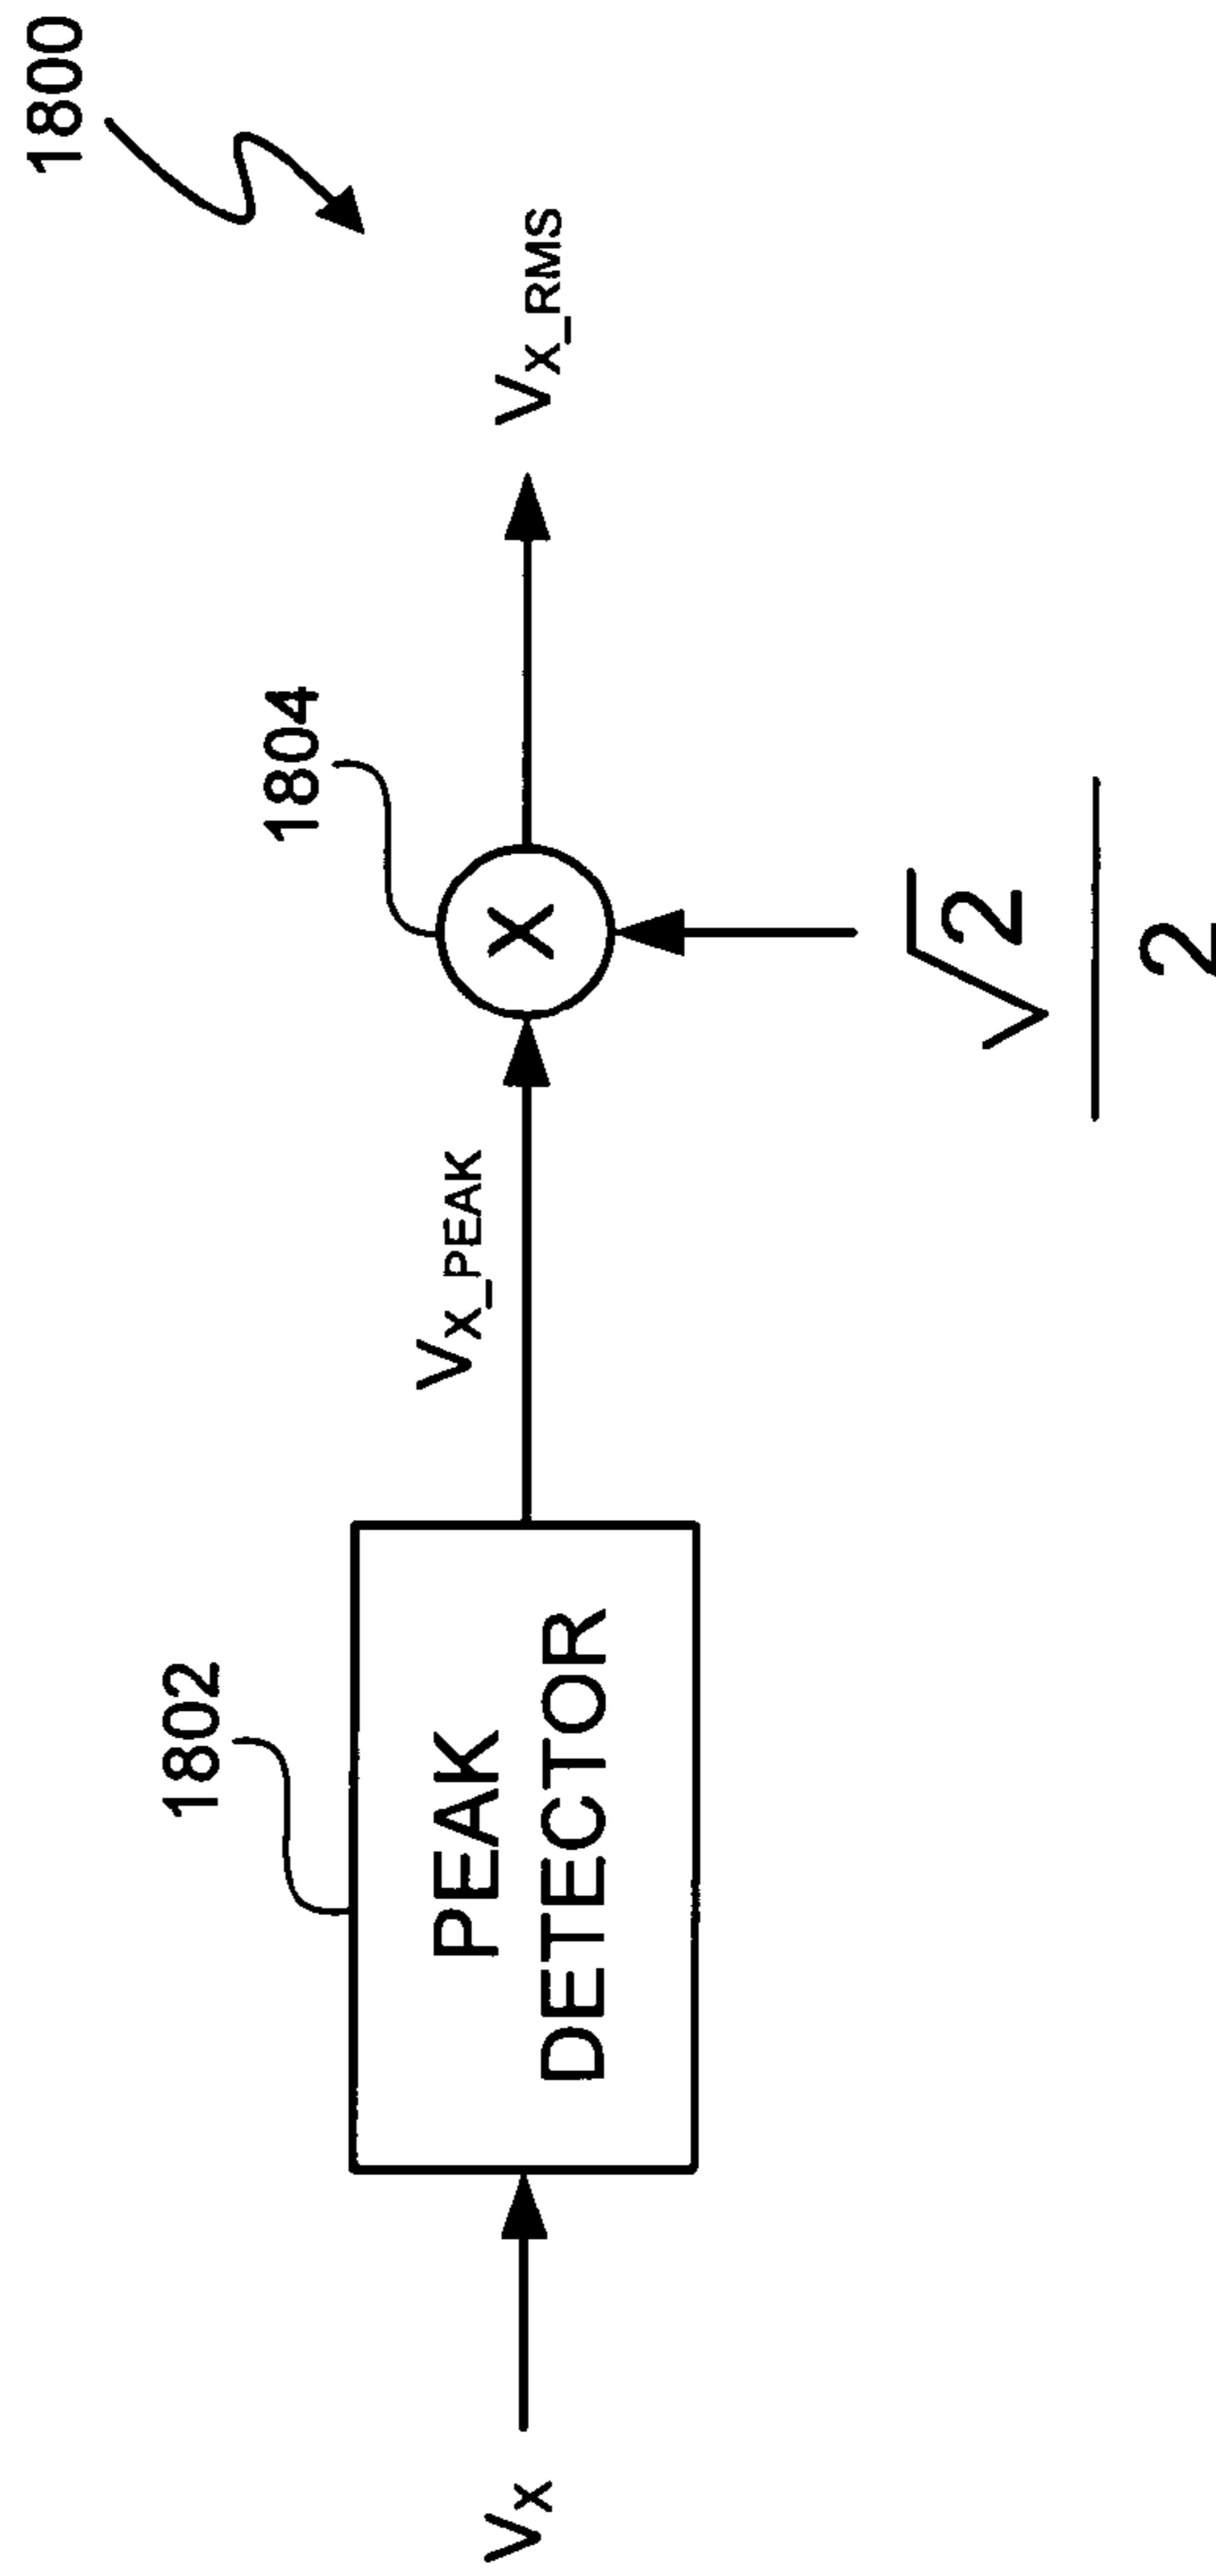 1800
1802
1804
V_X
PEAK
DETECTOR
V_X_PEAK
X
V_X_RMS
√2
2